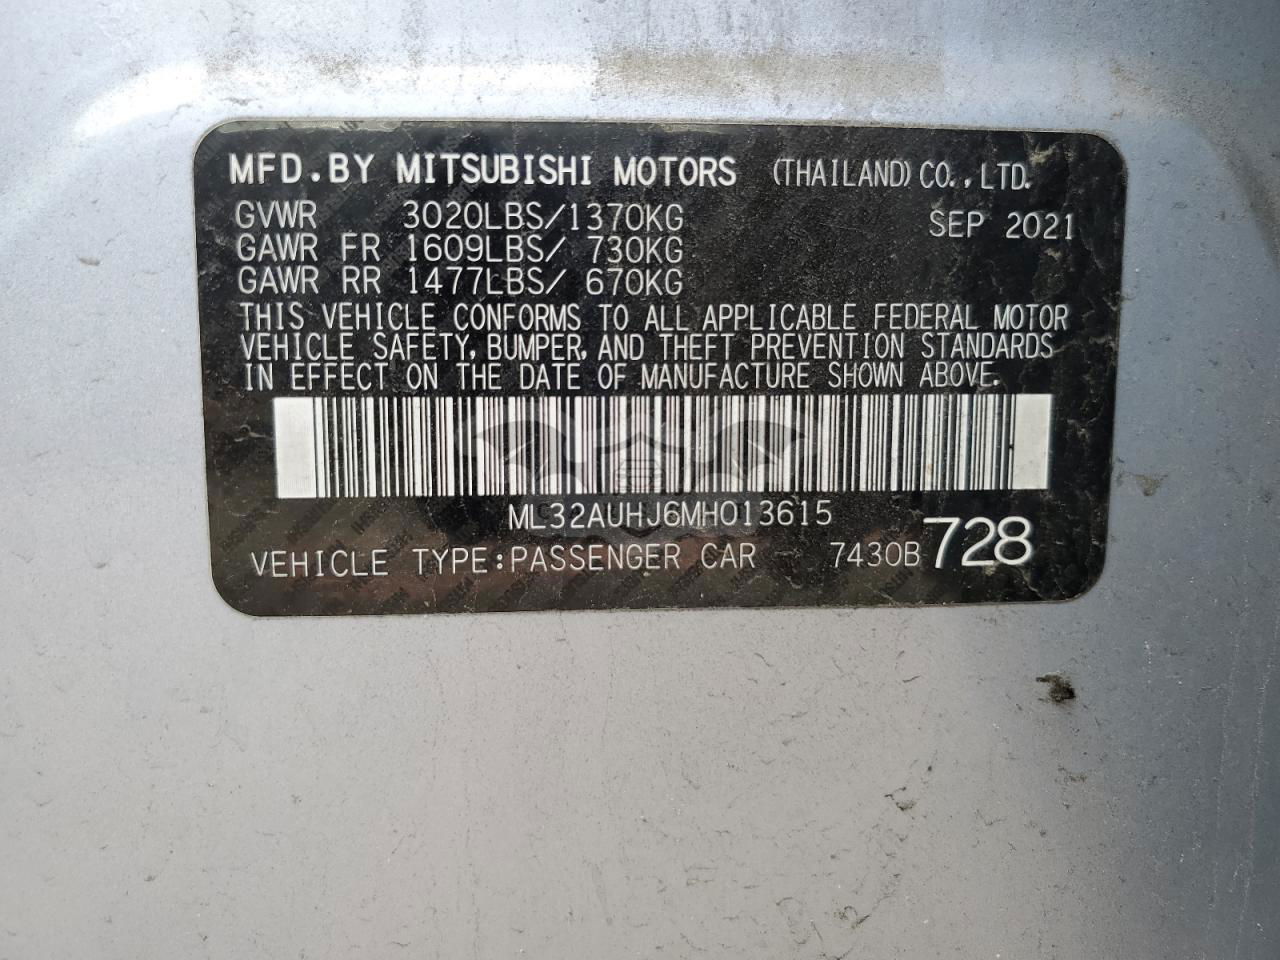 MFD.BY MITSUBISHI MOTORS (THAILAND) CO.,LTD.
GVWR 3020LBS/1370KG SEP 2021
GAWR FR 1609LBS/ 730KG
GAWR RR 1477LBS/ 670KG
THIS VEHICLE CONFORMS TO ALL APPLICABLE FEDERAL MOTOR
VEHICLE SAFETY, BUMPER, AND THEFT PREVENTION STANDARDS
IN EFFECT ON THE DATE OF MANUFACTURE SHOWN ABOVE.
ML32AUHJ6MH013615
VEHICLE TYPE:PASSENGER CAR 7430B 728